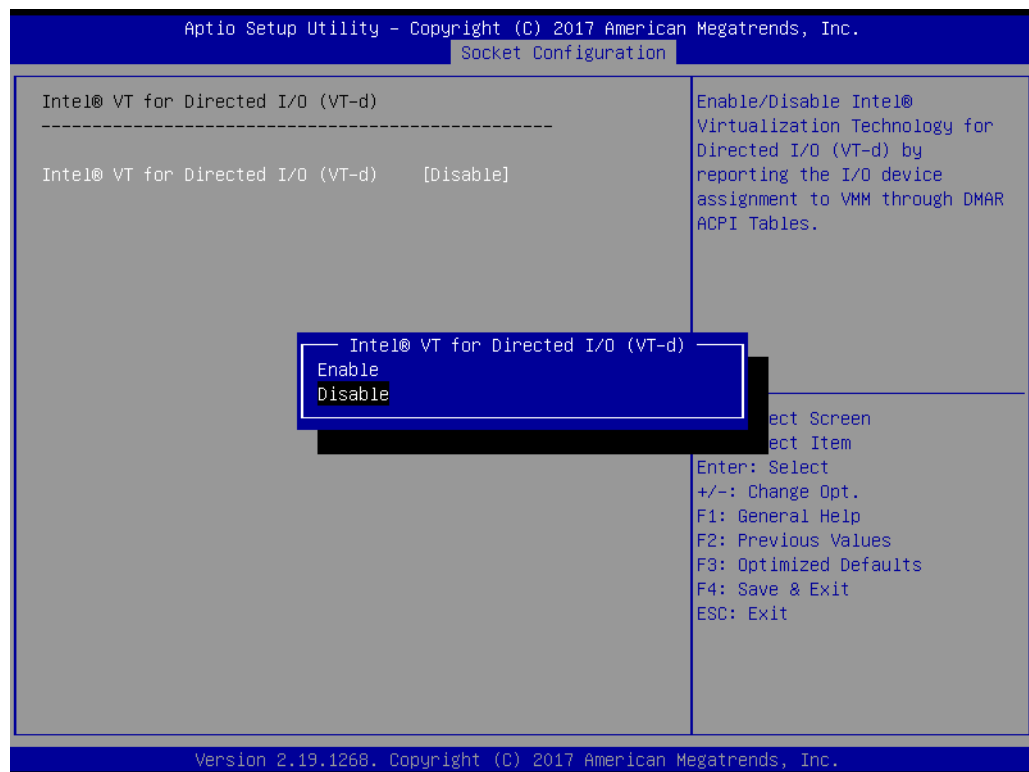 Aptio Setup Utility – Copyright (C) 2017 American Megatrends, Inc.
Socket Configuration
Intel® VT for Directed I/O (VT-d)
--------------------------------------------------
Intel® VT for Directed I/O (VT-d) [Disable]
Enable/Disable Intel®
Virtualization Technology for
Directed I/O (VT-d) by
reporting the I/O device
assignment to VMM through DMAR
ACPI Tables.
Intel® VT for Directed I/O (VT-d)
Enable
Disable
Screen
Item
Enter: Select
+/-: Change Opt.
F1: General Help
F2: Previous Values
F3: Optimized Defaults
F4: Save & Exit
ESC: Exit
Version 2.19.1268. Copyright (C) 2017 American Megatrends, Inc.